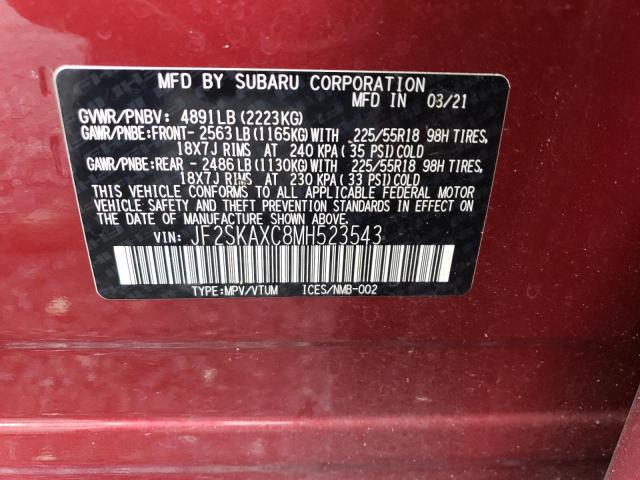 MFD BY SUBARU CORPORATION
MFD IN 03/21
GVWR/PNBV: 4891LB(2223KG)
GAWR/PNBE:FRONT- 2563LB(1165KG)WITH 225/55R18 98H TIRES,
18X7J RIMS AT 240 KPA(35 PSI)COLD
GAWR/PNBE:REAR - 2486LB(1130KG)WITH 225/55R18 98H TIRES,
18X7J RIMS AT 230 KPA(33 PSI)COLD
THIS VEHICLE CONFORMS TO ALL APPLICABLE FEDERAL MOTOR
VEHICLE SAFETY AND THEFT PREVENTION STANDARDS IN EFFECT ON
THE DATE OF MANUFACTURE SHOWN ABOVE.
VIN: JF2SKAXC8MH523543
TYPE:MPV/VTUM ICES/NMB-002